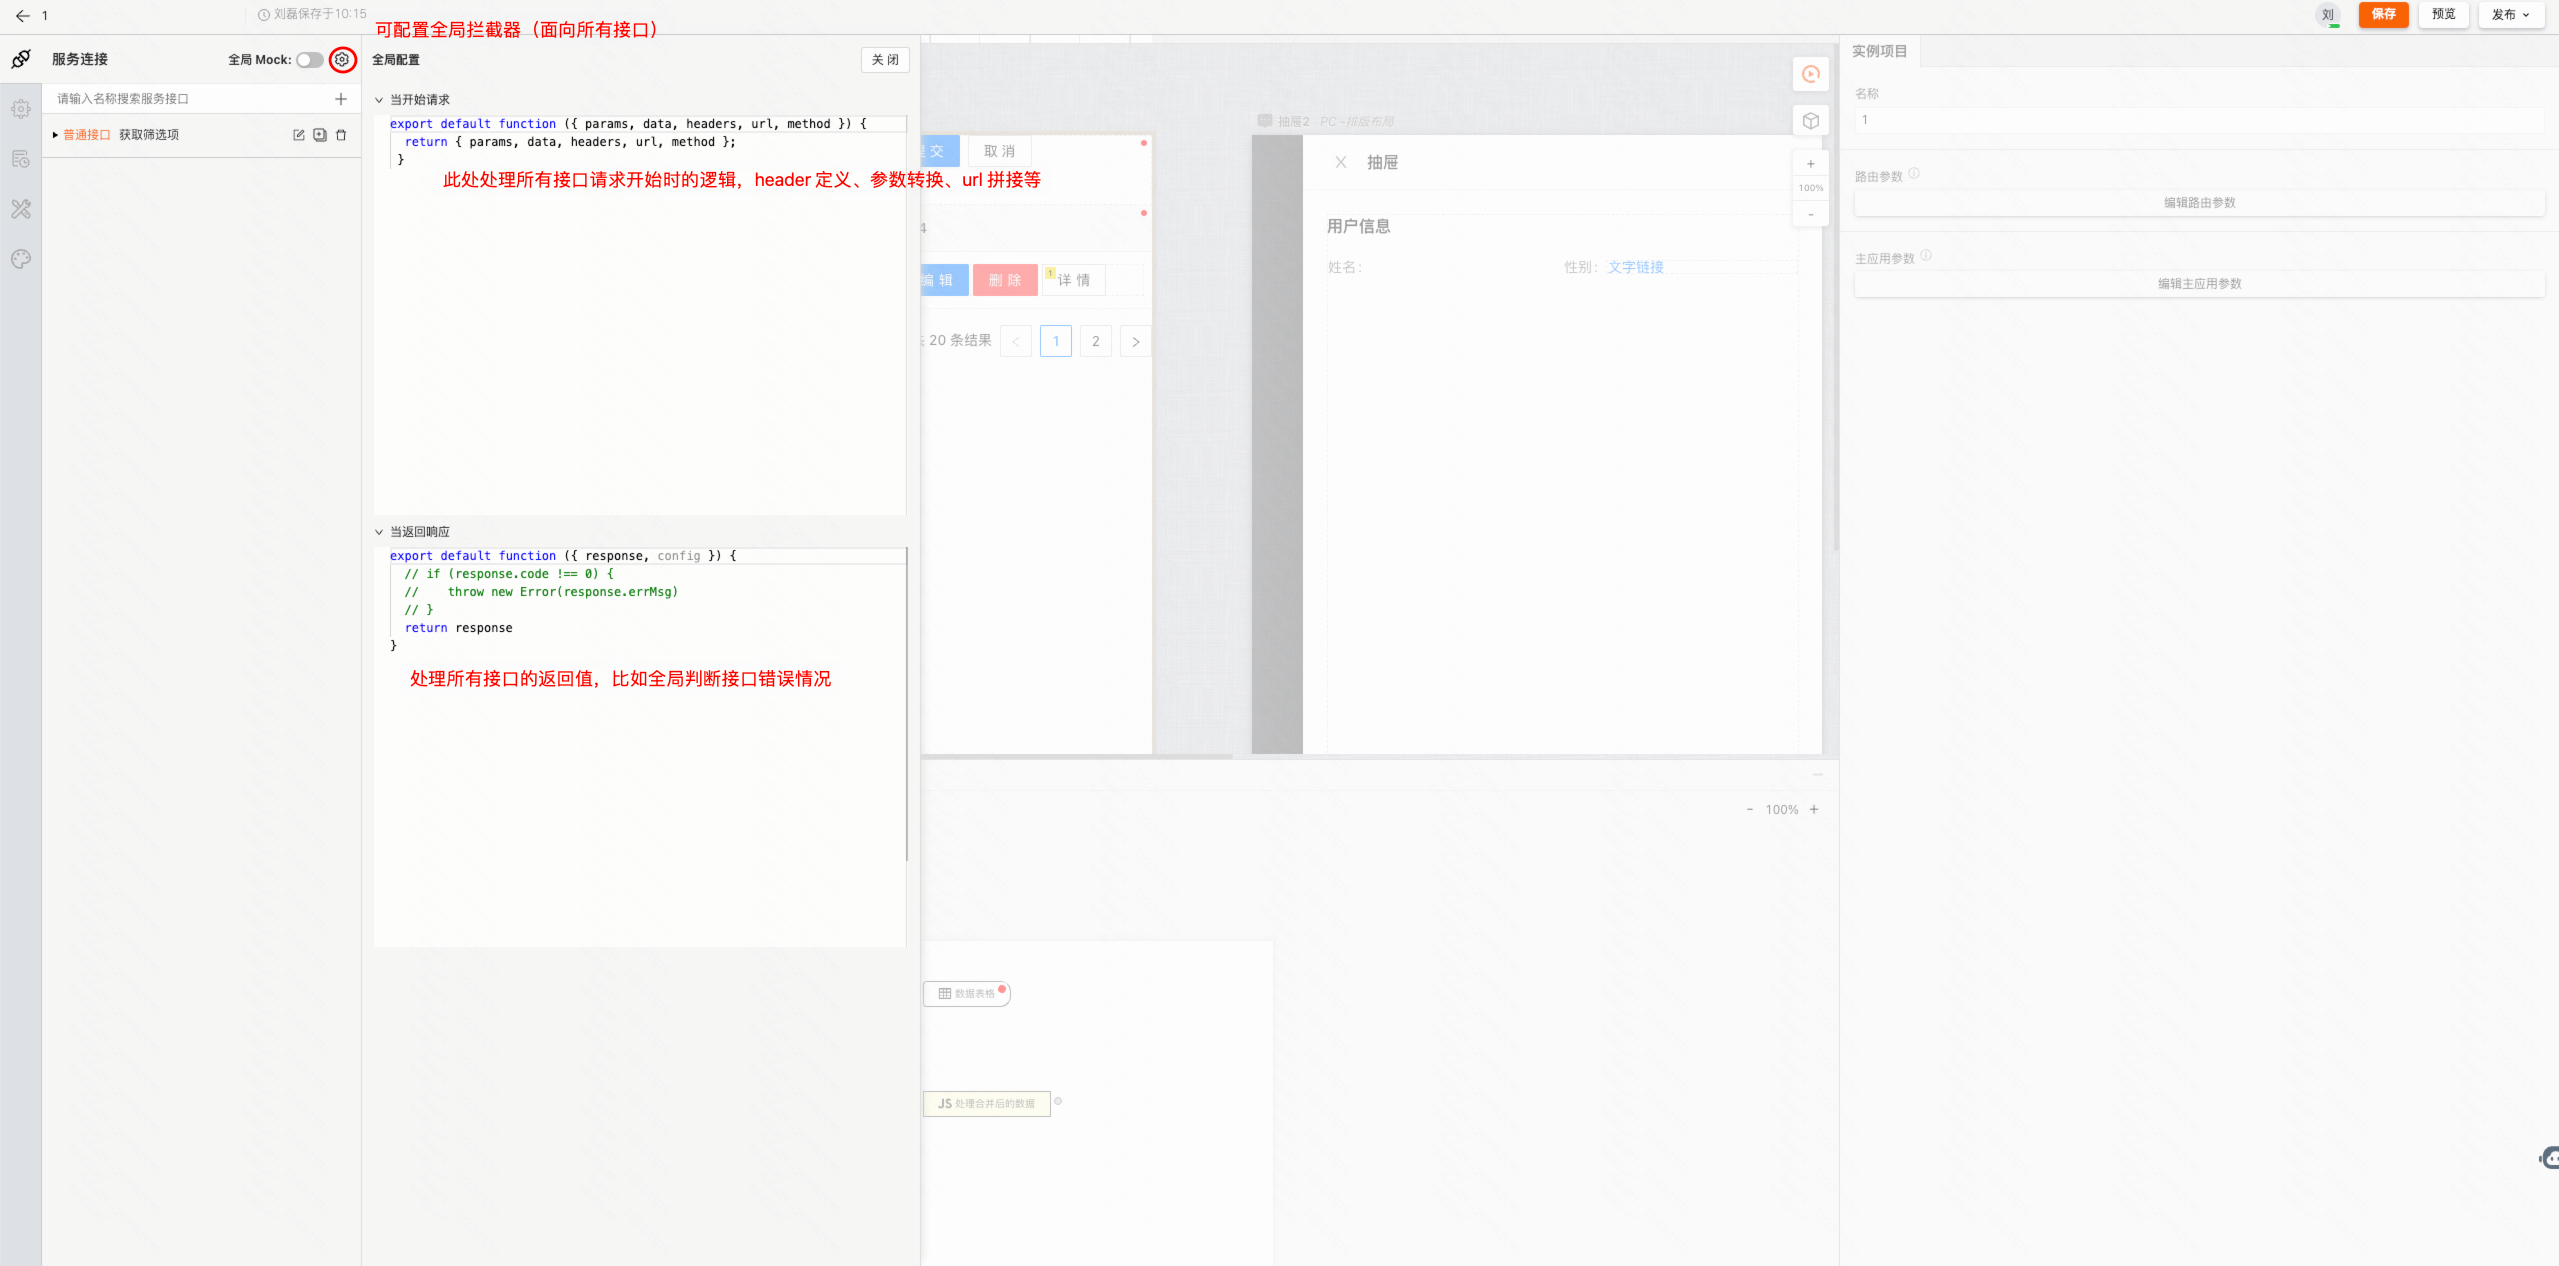 1
刘磊保存于10:15
可配置全局拦截器（面向所有接口）
刘
保存
预览
发布
服务连接
全局 Mock:
全局配置
关 闭
实例项目
请输入名称搜索服务接口
普通接口 获取筛选项
当开始请求
export default function ({ params, data, headers, url, method }) {
return { params, data, headers, url, method };
}
此处处理所有接口请求开始时的逻辑，header 定义、参数转换、url 拼接等
当返回响应
export default function ({ response, config }) {
// if (response.code !== 0) {
// throw new Error(response.errMsg)
// }
return response
}
处理所有接口的返回值，比如全局判断接口错误情况
交
取 消
4
编 辑
删 除
1
详 情
20 条结果
<
1
2
>
抽屉2 PC-排版布局
抽屉
用户信息
姓名:
性别: 文字链接
+
100%
-
- 100% +
数据表格
JS 处理合并后的数据
名称
1
路由参数
编辑路由参数
主应用参数
编辑主应用参数